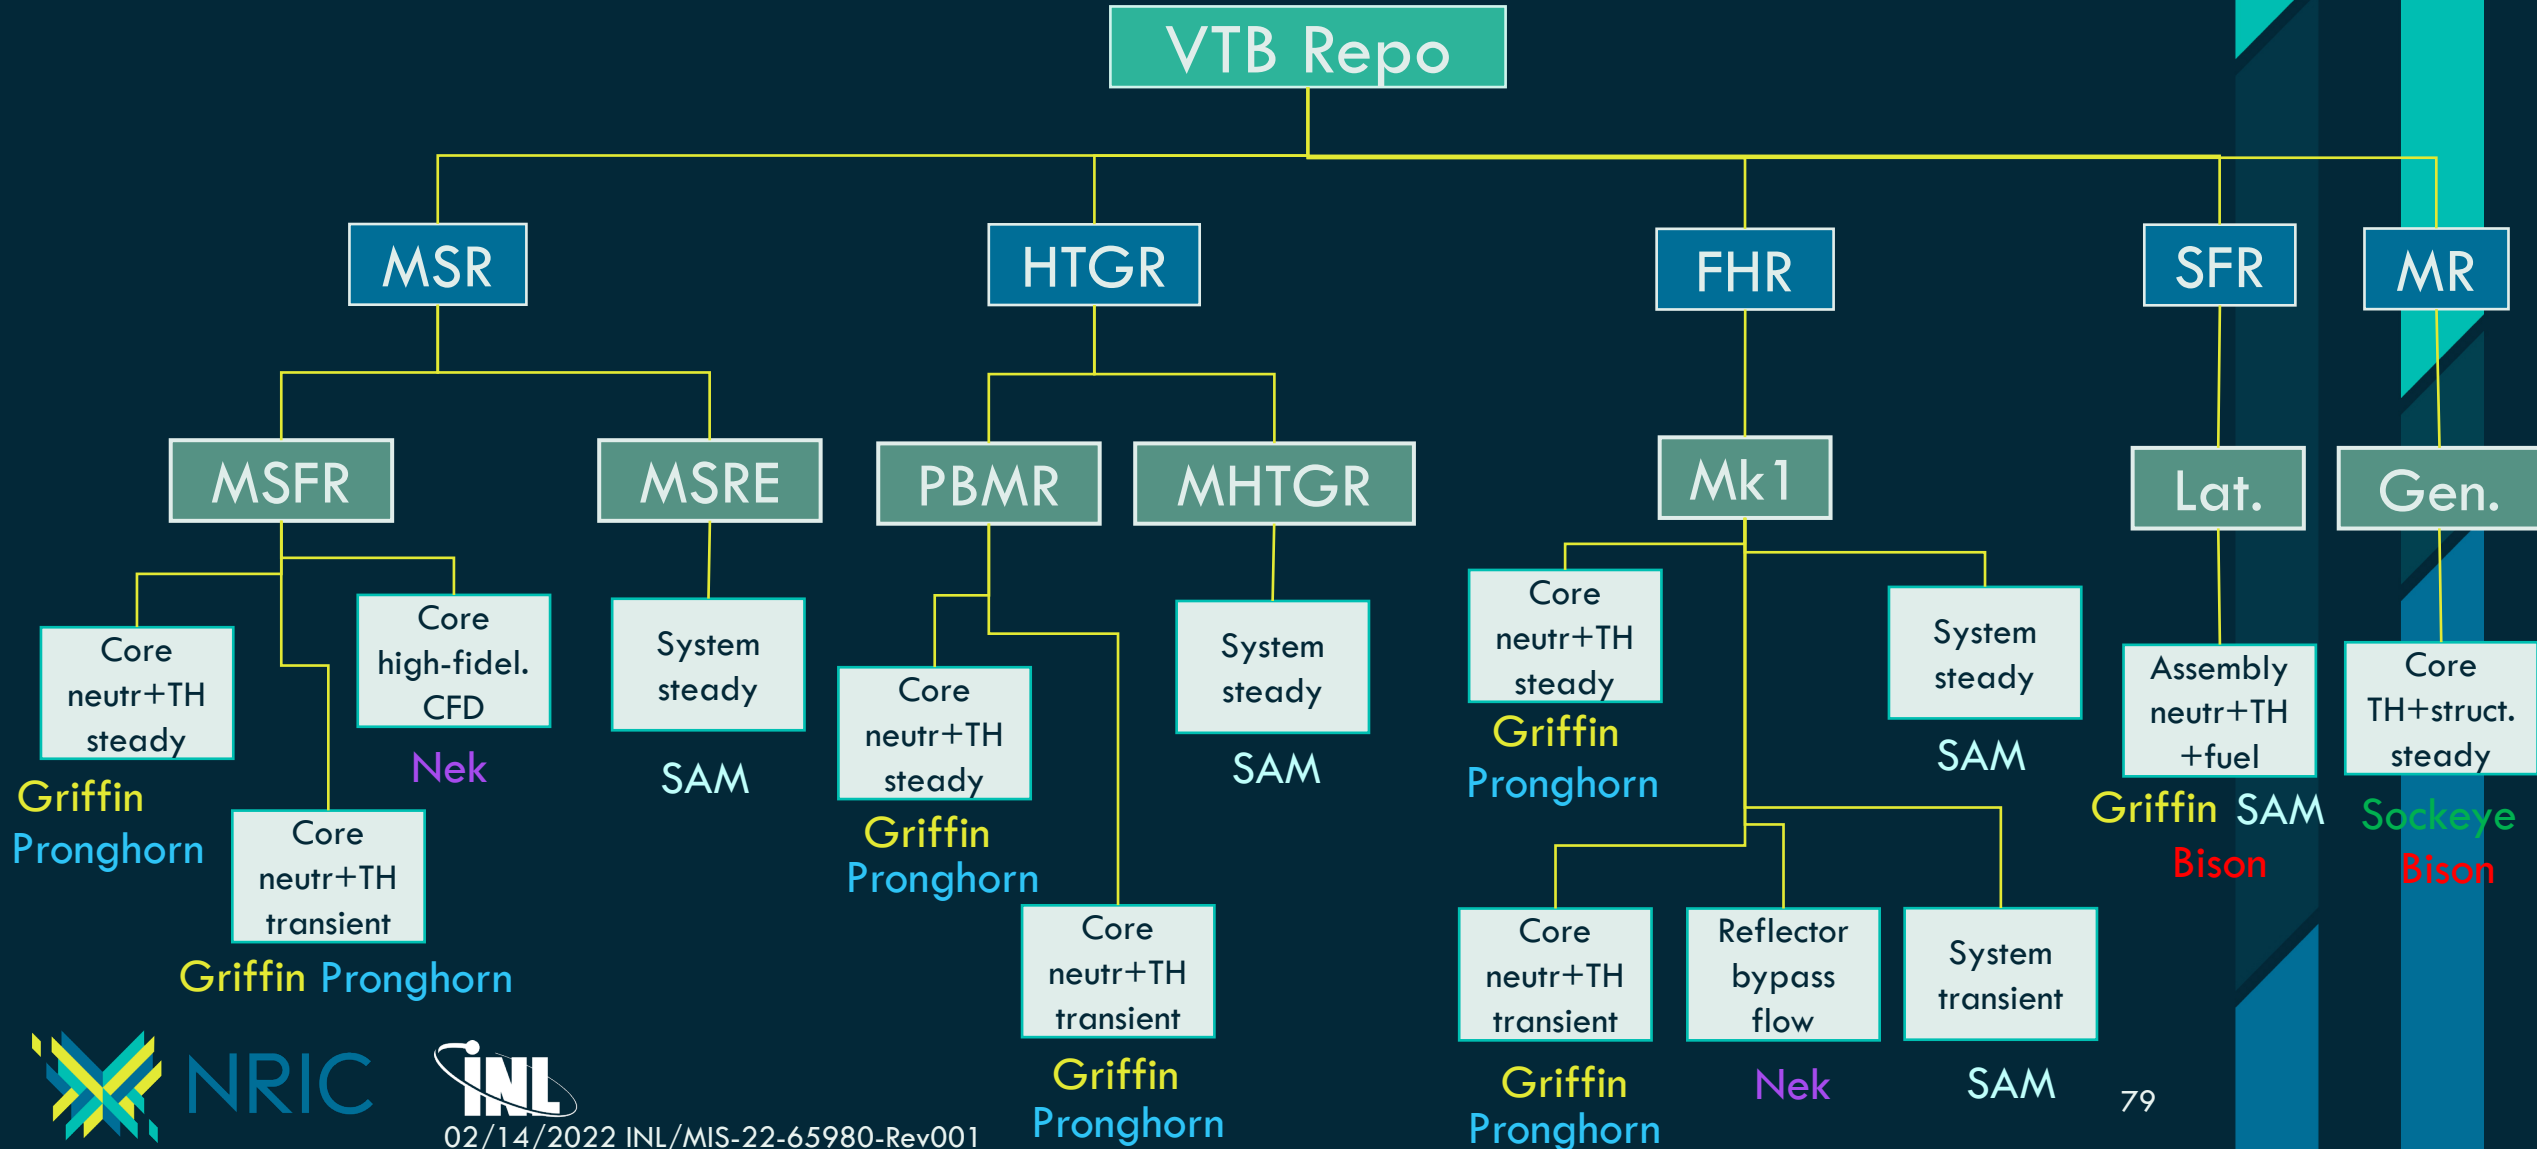 VTB Repo
MSR
HTGR
FHR
SFR
MR
MSFR
MSRE
PBMR
MHTGR
Mk1
Lat.
Gen.
Core
neutr+TH
steady
Griffin
Pronghorn
Core
neutr+TH
transient
Griffin Pronghorn
Core
high-fidel.
CFD
Nek
System
steady
SAM
Core
neutr+TH
steady
Griffin
Pronghorn
Core
neutr+TH
transient
Griffin
Pronghorn
System
steady
SAM
Core
neutr+TH
steady
Griffin
Pronghorn
System
steady
SAM
Core
neutr+TH
transient
Griffin
Pronghorn
Reflector
bypass
flow
Nek
System
transient
SAM
Assembly
neutr+TH
+fuel
Griffin SAM
Bison
Core
TH+struct.
steady
Sockeye
Bison
NRIC
INL
02/14/2022 INL/MIS-22-65980-Rev001
79